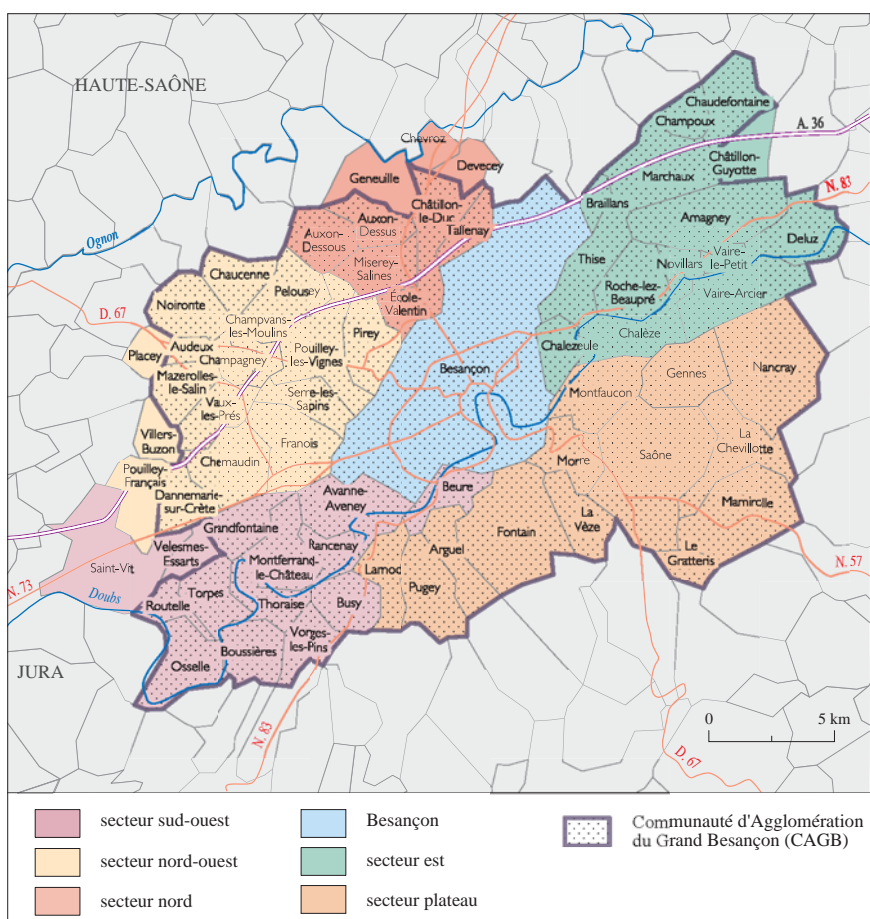 HAUTE-SAÔNE
Chaudefontaine
Champoux
A. 36
Chevroz
Devecey
Châtillon-
Guyotte
Geneuille
Marchaux
N. 83
Châtillon-
le-Duc
Braillans
Amagney
Auxon-
Dessus
Auxon-
Dessous
Tallenay
Deluz
Ognon
Thise
Novillars
Vaire-
le-Petit
Miserey-
Salines
Chaucenne
Pelousey
Roche-lez-
Beaupré
Vaire-Arcier
Noironte
École-
Valentin
D. 67
Champvans-
les-Moulins
Pirey
Chalèze
Placey
Audeux
Champagney
Pouilley-
les-Vignes
Chalezeule
Besançon
Mazerolles-
le-Salin
Gennes
Nancray
Montfaucon
Vaux-
les-Prés
Serre-les-
Sapins
Villers-
Buzon
Franois
La
Chevillotte
Chemaudin
Morre
Saône
Pouilley-
Français
Avanne-
Aveney
Beure
Dannemarie-
sur-Crète
Mamirolle
Grandfontaine
La
Vèze
Fontain
Velesmes-
Essarts
Rancenay
Arguel
Le
Gratteris
Saint-Vit
Montferrand-
le-Château
Larnod
N. 57
N. 73
Doubs
Torpes
Pugey
Routelle
Thoraise
Busy
Vorges-
les-Pins
Boussières
Osselle
JURA
N. 83
D. 67
0 5 km
secteur sud-ouest
Besançon
Communauté d'Agglomération
du Grand Besançon (CAGB)
secteur nord-ouest
secteur est
secteur nord
secteur plateau